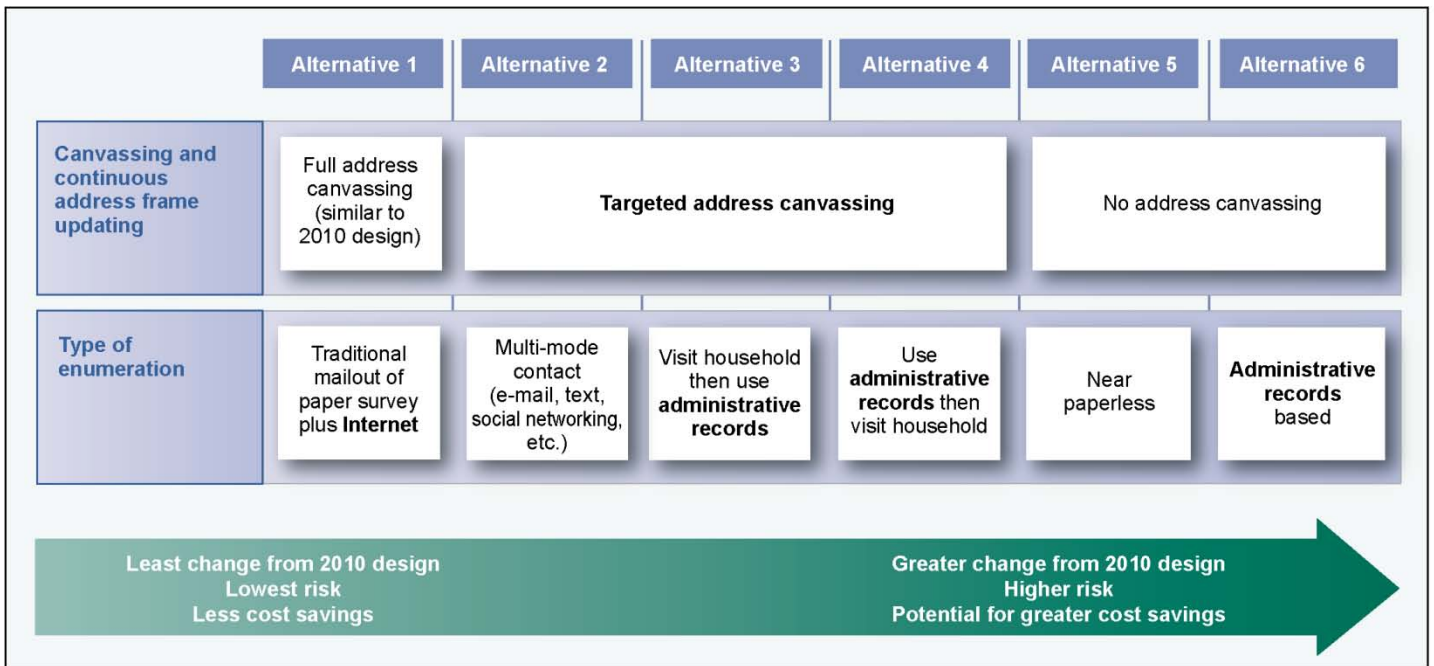 Alternative 1
Alternative 2
Alternative 3
Alternative 4
Alternative 5
Alternative 6
Canvassing and
continuous
address frame
updating
Full address
canvassing
(similar to
2010 design)
Targeted address canvassing
No address canvassing
Type of
enumeration
Traditional
mailout of
paper survey
plus Internet
Multi-mode
contact
(e-mail, text,
social networking,
etc.)
Visit household
then use
administrative
records
Use
administrative
records then
visit household
Near
paperless
Administrative
records
based
Least change from 2010 design
Lowest risk
Less cost savings
Greater change from 2010 design
Higher risk
Potential for greater cost savings